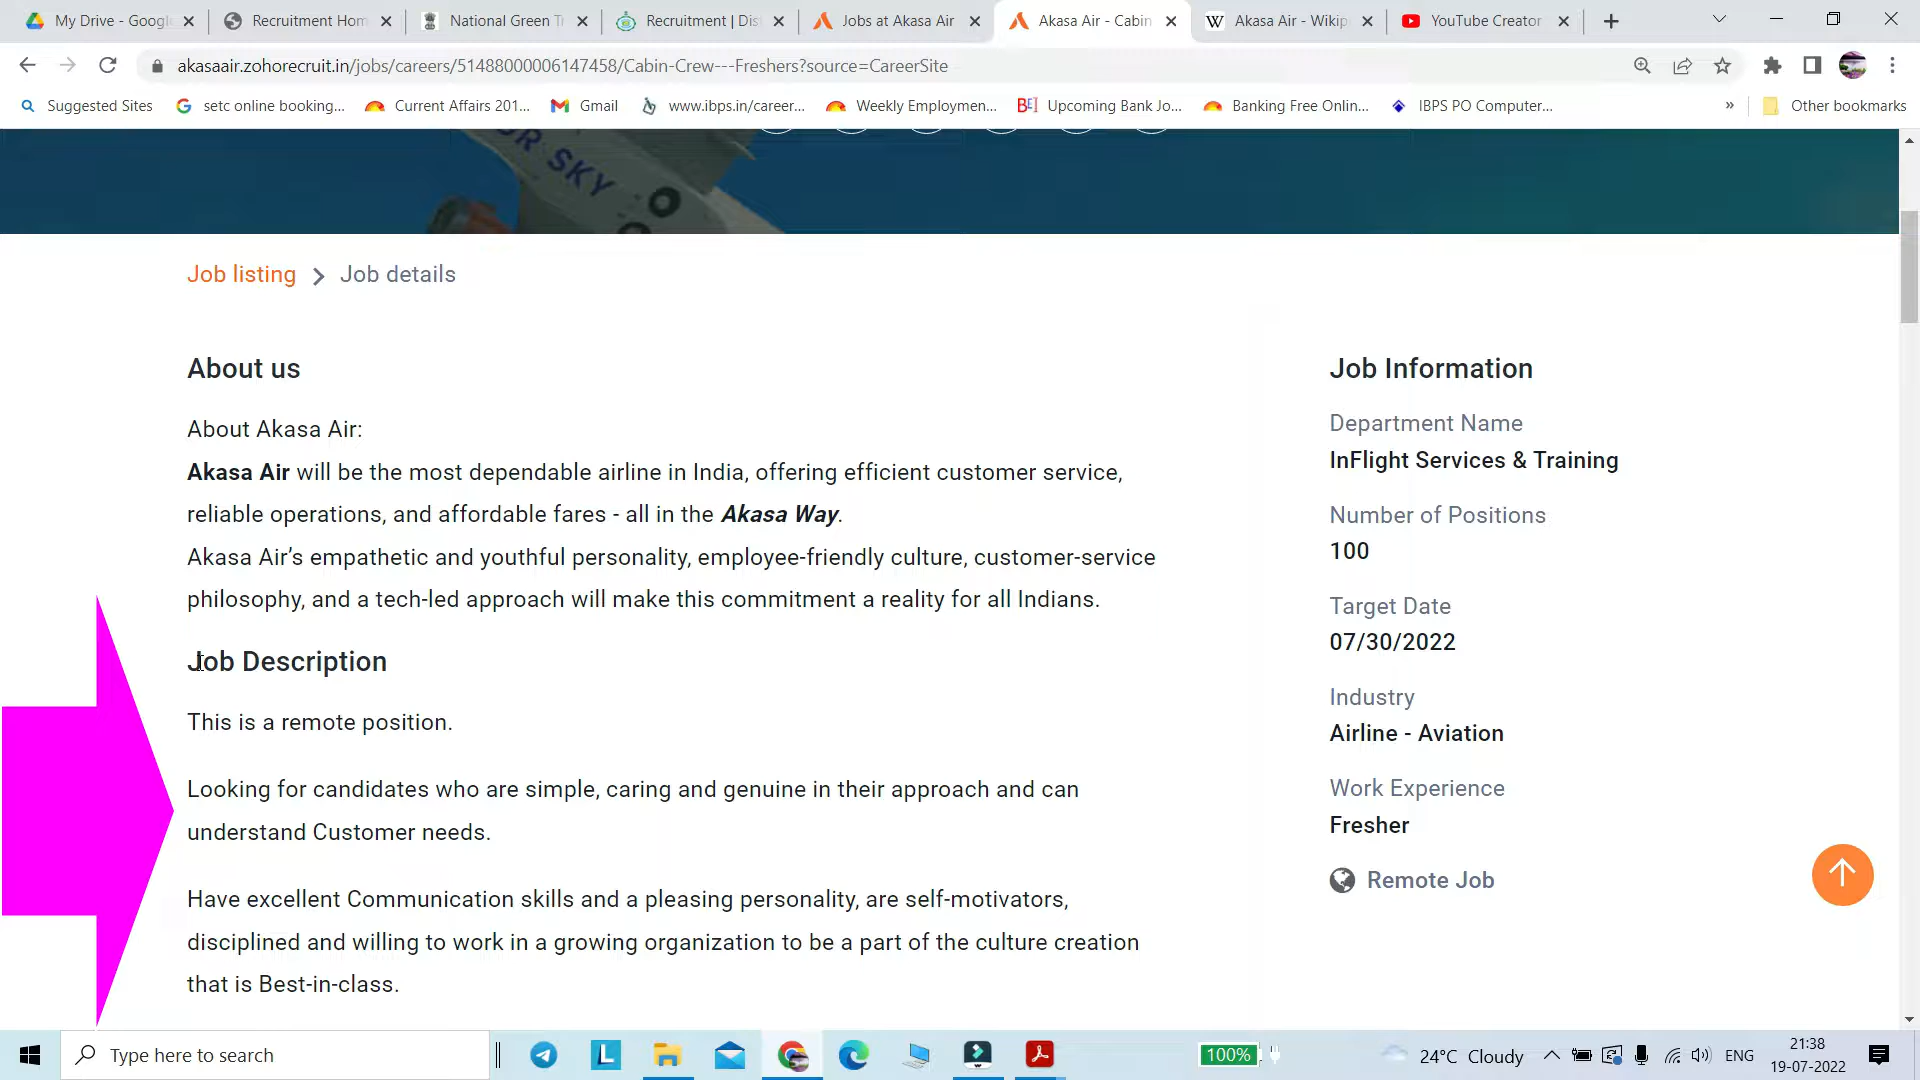 My Drive - Google
Recruitment Hom
National Green Tr
Recruitment | Dis
Jobs at Akasa Air
Akasa Air - Cabin
Akasa Air - Wikip
YouTube Creator
akasaair.zohorecruit.in/jobs/careers/51488000006147458/Cabin-Crew---Freshers?source=CareerSite
Suggested Sites
setc online booking...
Current Affairs 201...
Gmail
www.ibps.in/career...
Weekly Employmen...
Upcoming Bank Jo...
Banking Free Onlin...
IBPS PO Computer...
»
Other bookmarks
SKY
Job listing > Job details
About us
About Akasa Air:
Akasa Air will be the most dependable airline in India, offering efficient customer service,
reliable operations, and affordable fares - all in the Akasa Way.
Akasa Air’s empathetic and youthful personality, employee-friendly culture, customer-service
philosophy, and a tech-led approach will make this commitment a reality for all Indians.
Job Description
This is a remote position.
Looking for candidates who are simple, caring and genuine in their approach and can
understand Customer needs.
Have excellent Communication skills and a pleasing personality, are self-motivators,
disciplined and willing to work in a growing organization to be a part of the culture creation
that is Best-in-class.
Job Information
Department Name
InFlight Services & Training
Number of Positions
100
Target Date
07/30/2022
Industry
Airline - Aviation
Work Experience
Fresher
Remote Job
Type here to search
100%
24°C Cloudy
ENG
21:38
19-07-2022